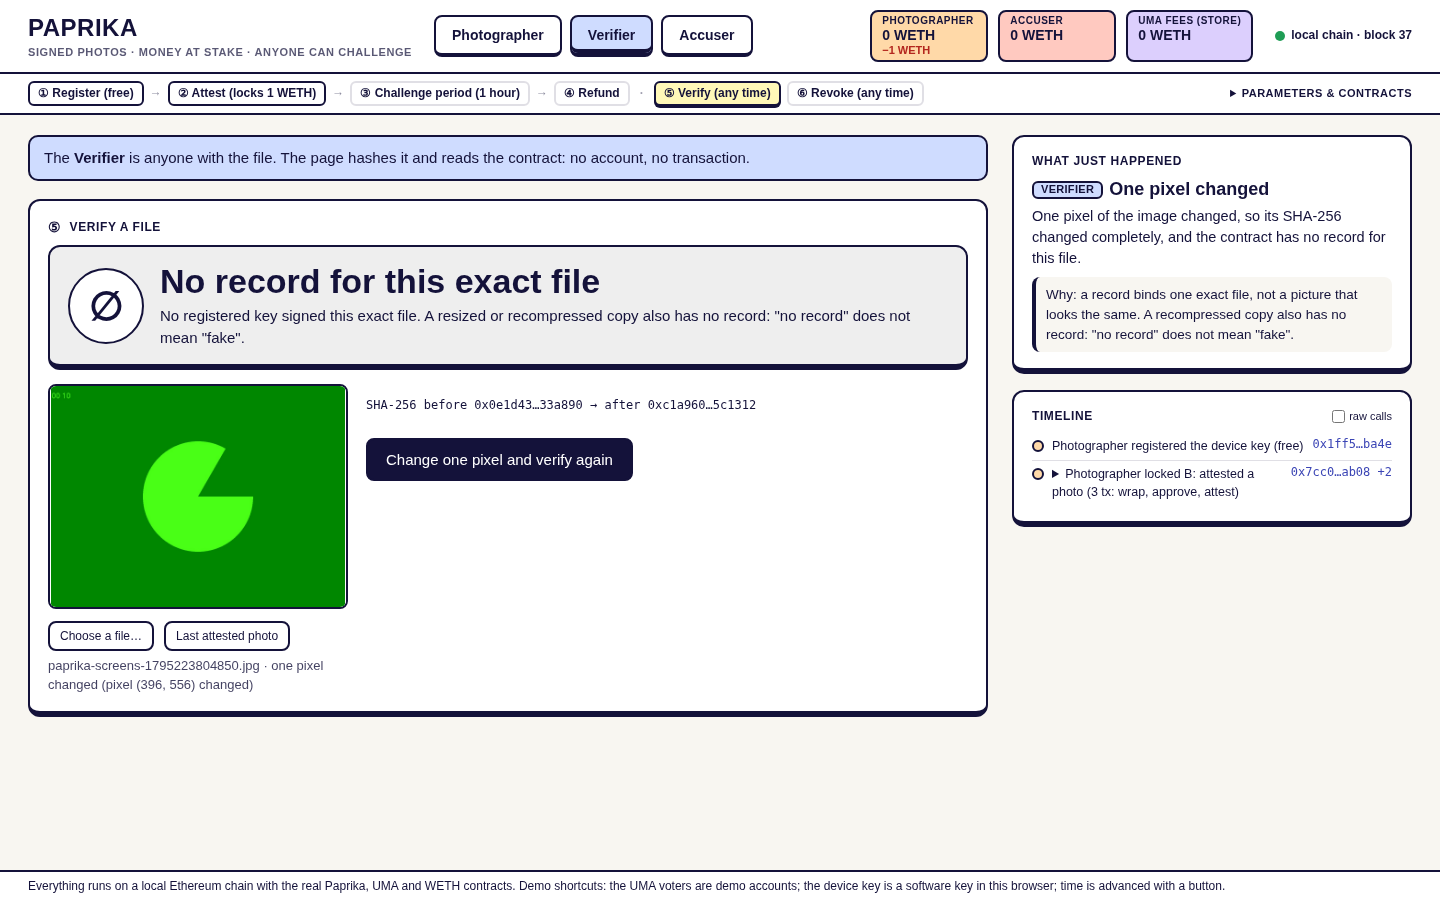 PAPRIKA
SIGNED PHOTOS · MONEY AT STAKE · ANYONE CAN CHALLENGE
Photographer
Verifier
Accuser
PHOTOGRAPHER
0 WETH
−1 WETH
ACCUSER
0 WETH
UMA FEES (STORE)
0 WETH
local chain · block 37
① Register (free) → ② Attest (locks 1 WETH) → ③ Challenge period (1 hour) → ④ Refund · ⑤ Verify (any time) ⑥ Revoke (any time)
▶ PARAMETERS & CONTRACTS
The Verifier is anyone with the file. The page hashes it and reads the contract: no account, no transaction.
⑤ VERIFY A FILE
∅
No record for this exact file
No registered key signed this exact file. A resized or recompressed copy also has no record: "no record" does not
mean "fake".
00 10
SHA-256 before 0x0e1d43…33a890 → after 0xc1a960…5c1312
Change one pixel and verify again
Choose a file…
Last attested photo
paprika-screens-1795223804850.jpg · one pixel
changed (pixel (396, 556) changed)
WHAT JUST HAPPENED
VERIFIER One pixel changed
One pixel of the image changed, so its SHA-256
changed completely, and the contract has no record for
this file.
Why: a record binds one exact file, not a picture that
looks the same. A recompressed copy also has no
record: "no record" does not mean "fake".
TIMELINE
raw calls
Photographer registered the device key (free) 0x1ff5…ba4e
▶ Photographer locked B: attested a 0x7cc0…ab08 +2
photo (3 tx: wrap, approve, attest)
Everything runs on a local Ethereum chain with the real Paprika, UMA and WETH contracts. Demo shortcuts: the UMA voters are demo accounts; the device key is a software key in this browser; time is advanced with a button.